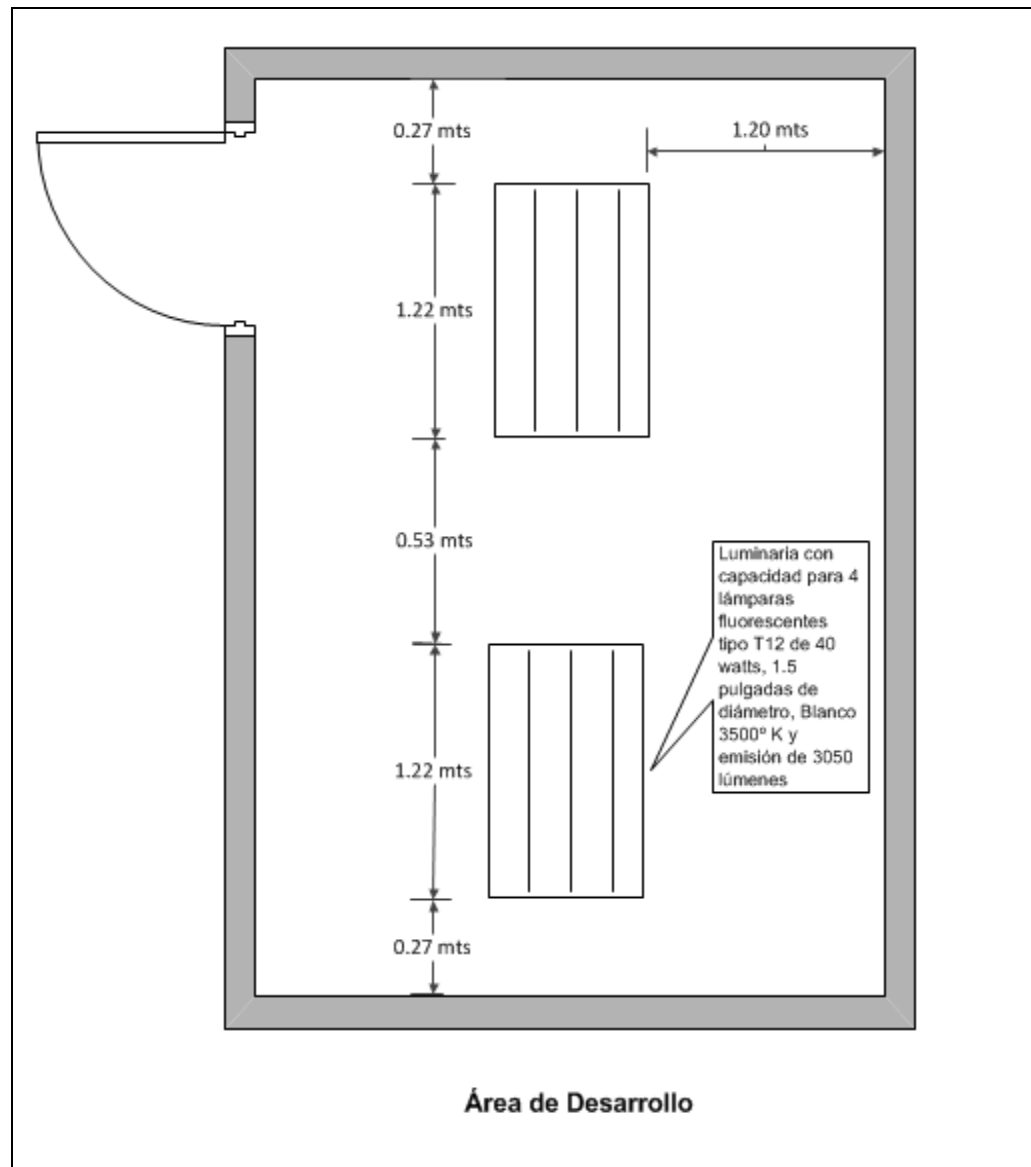 0.27 mts
1.20 mts
1.22 mts
0.53 mts
Luminaria con
capacidad para 4
lámparas
fluorescentes
tipo T12 de 40
watts, 1.5
pulgadas de
diámetro, Blanco
3500º K y
emisión de 3050
lúmenes
1.22 mts
0.27 mts
Área de Desarrollo